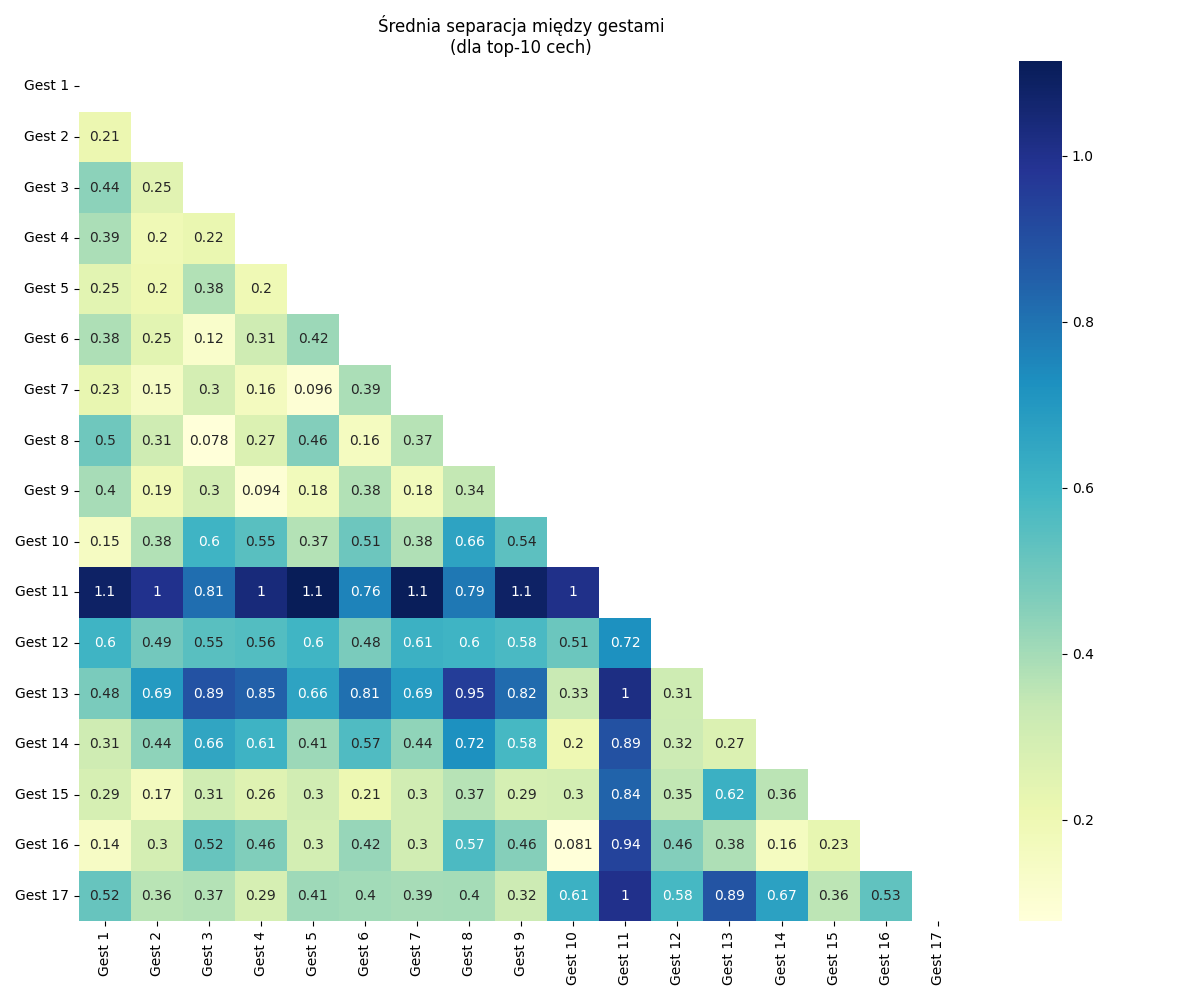 Średnia separacja między gestami
(dla top-10 cech)
Gest 1
Gest 2 0.21
Gest 3 0.44 0.25
Gest 4 0.39 0.2 0.22
Gest 5 0.25 0.2 0.38 0.2
Gest 6 0.38 0.25 0.12 0.31 0.42
Gest 7 0.23 0.15 0.3 0.16 0.096 0.39
Gest 8 0.5 0.31 0.078 0.27 0.46 0.16 0.37
Gest 9 0.4 0.19 0.3 0.094 0.18 0.38 0.18 0.34
Gest 10 0.15 0.38 0.6 0.55 0.37 0.51 0.38 0.66 0.54
Gest 11 1.1 1 0.81 1 1.1 0.76 1.1 0.79 1.1 1
Gest 12 0.6 0.49 0.55 0.56 0.6 0.48 0.61 0.6 0.58 0.51 0.72
Gest 13 0.48 0.69 0.89 0.85 0.66 0.81 0.69 0.95 0.82 0.33 1 0.31
Gest 14 0.31 0.44 0.66 0.61 0.41 0.57 0.44 0.72 0.58 0.2 0.89 0.32 0.27
Gest 15 0.29 0.17 0.31 0.26 0.3 0.21 0.3 0.37 0.29 0.3 0.84 0.35 0.62 0.36
Gest 16 0.14 0.3 0.52 0.46 0.3 0.42 0.3 0.57 0.46 0.081 0.94 0.46 0.38 0.16 0.23
Gest 17 0.52 0.36 0.37 0.29 0.41 0.4 0.39 0.4 0.32 0.61 1 0.58 0.89 0.67 0.36 0.53
Gest 1 Gest 2 Gest 3 Gest 4 Gest 5 Gest 6 Gest 7 Gest 8 Gest 9 Gest 10 Gest 11 Gest 12 Gest 13 Gest 14 Gest 15 Gest 16 Gest 17
1.0
0.8
0.6
0.4
0.2